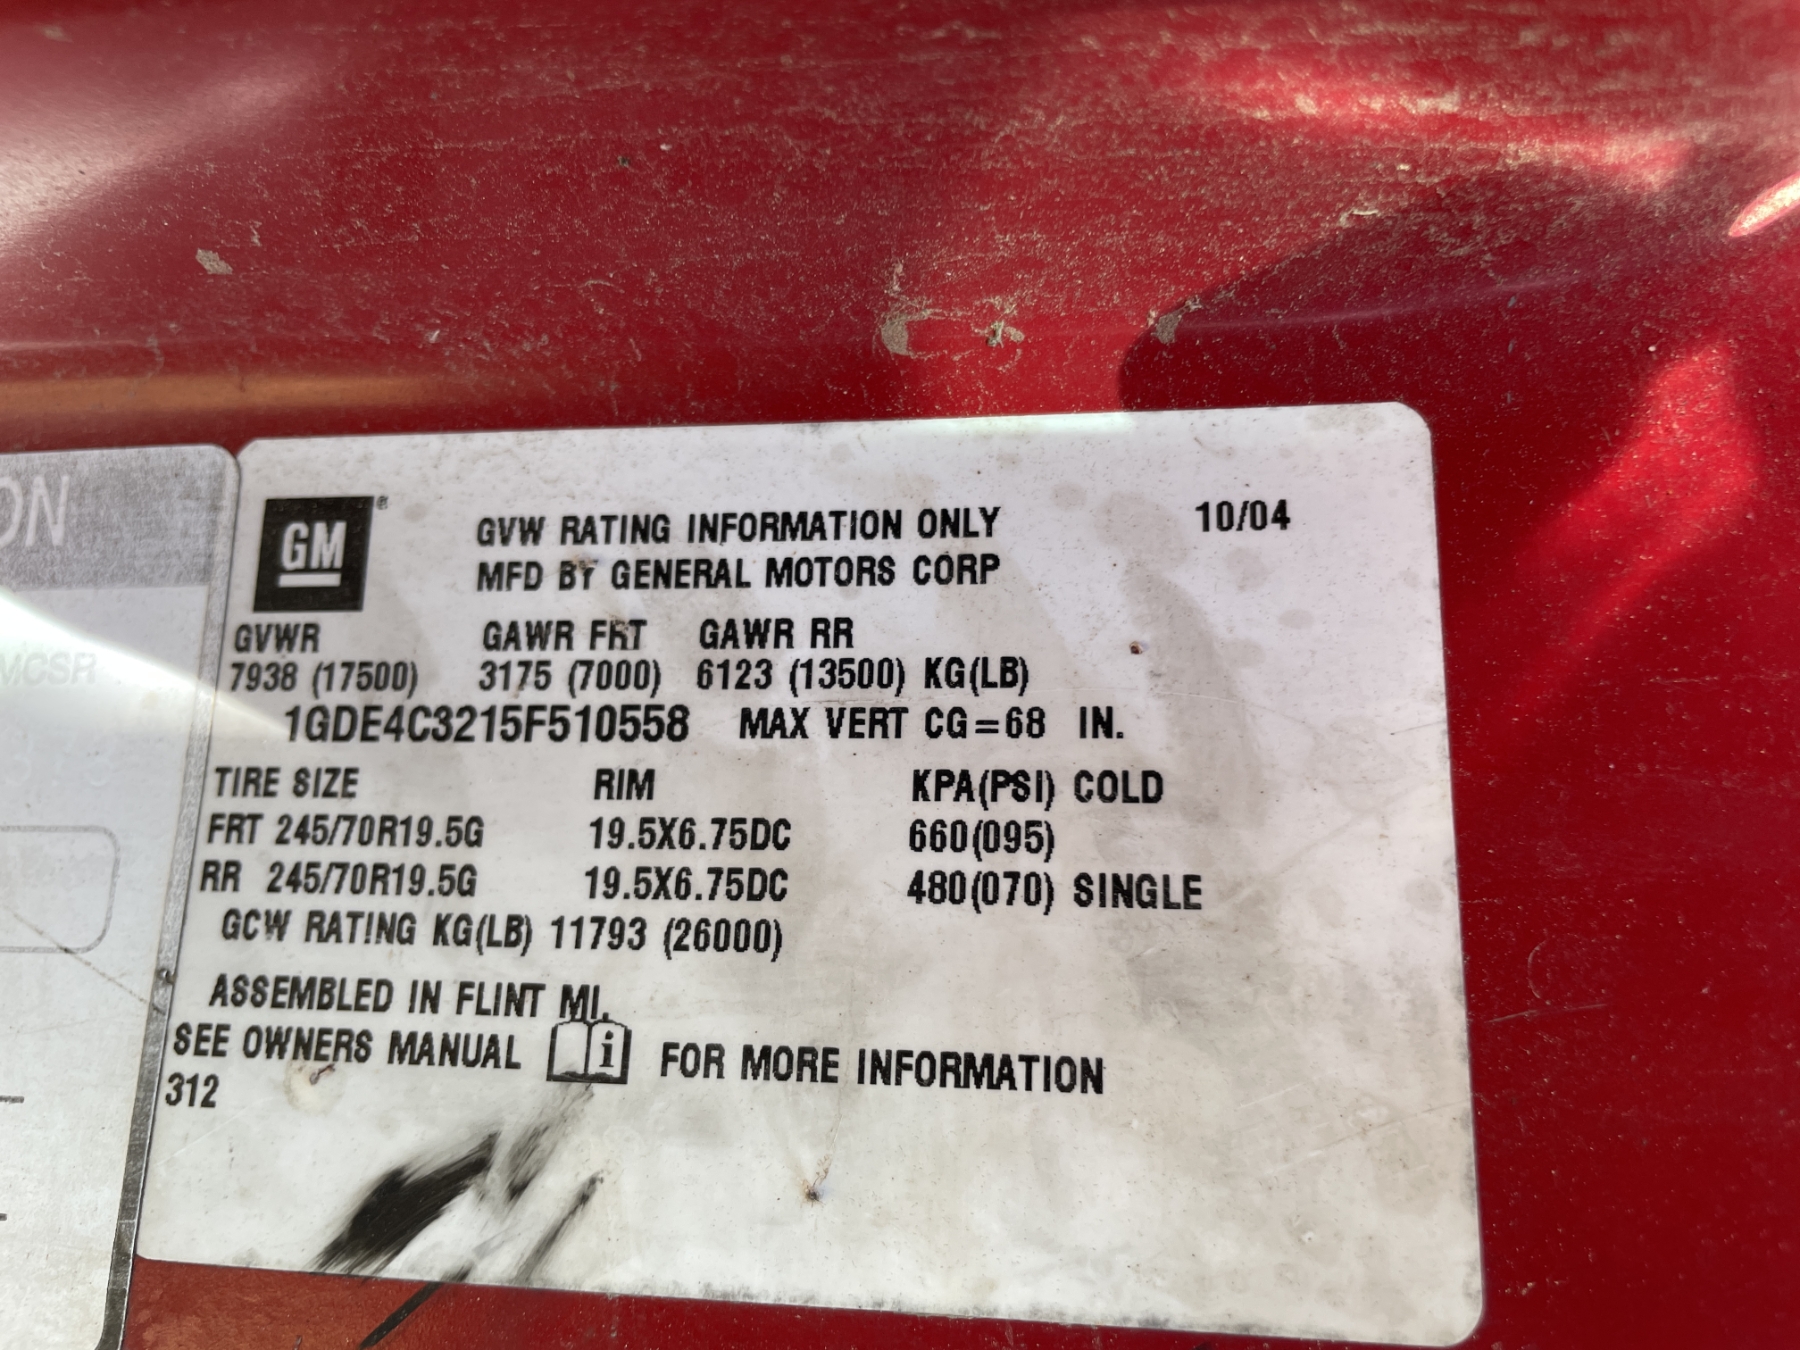 ON
MCSR
GM
®
GVW RATING INFORMATION ONLY 10/04
MFD BY GENERAL MOTORS CORP
GVWR GAWR FRT GAWR RR
7938 (17500) 3175 (7000) 6123 (13500) KG(LB)
1GDE4C3215F510558 MAX VERT CG=68 IN.
TIRE SIZE RIM KPA(PSI) COLD
FRT 245/70R19.5G 19.5X6.75DC 660(095)
RR 245/70R19.5G 19.5X6.75DC 480(070) SINGLE
GCW RATING KG(LB) 11793 (26000)
ASSEMBLED IN FLINT MI.
SEE OWNERS MANUAL i FOR MORE INFORMATION
312